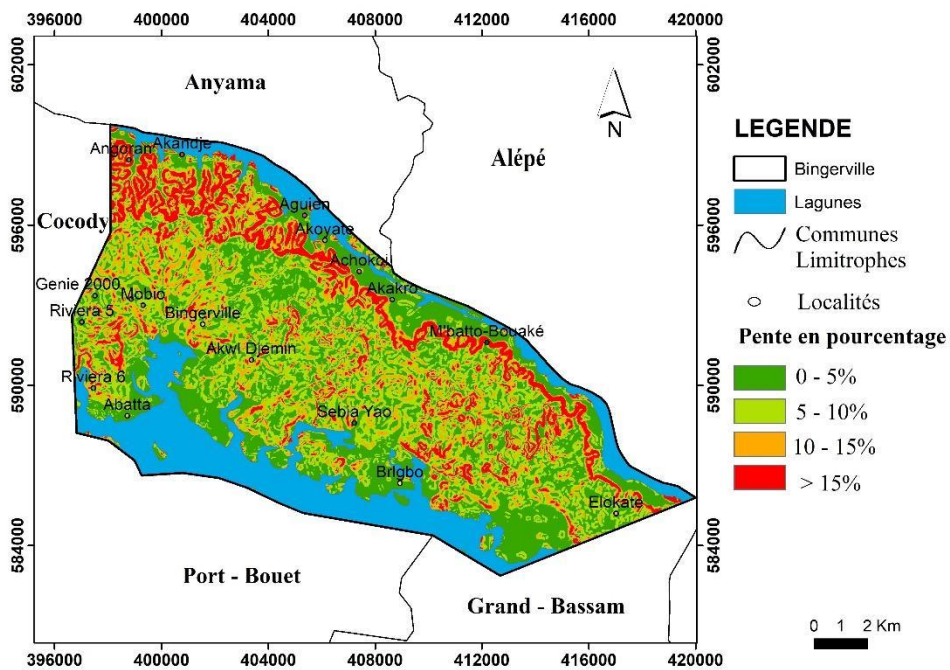 396000 400000 404000 408000 412000 416000 420000
602000
602000
Anyama
N
Alépé
LEGENDE
Bingerville
Lagunes
Communes
Limitrophes
Localités
Pente en pourcentage
0 - 5%
5 - 10%
10 - 15%
> 15%
Angoran
Akandje
Cocody
596000
596000
Aguien
Akoyate
Achokoi
Genie 2000
Mobio
Akakro
Riviera 5
Bingerville
M'batto-Bouaké
Akwl Djemin
590000
590000
Riviera 6
Abatta
Sebia Yao
Brlgbo
Elokate
584000
584000
Port - Bouet
Grand - Bassam
0 1 2 Km
396000 400000 404000 408000 412000 416000 420000